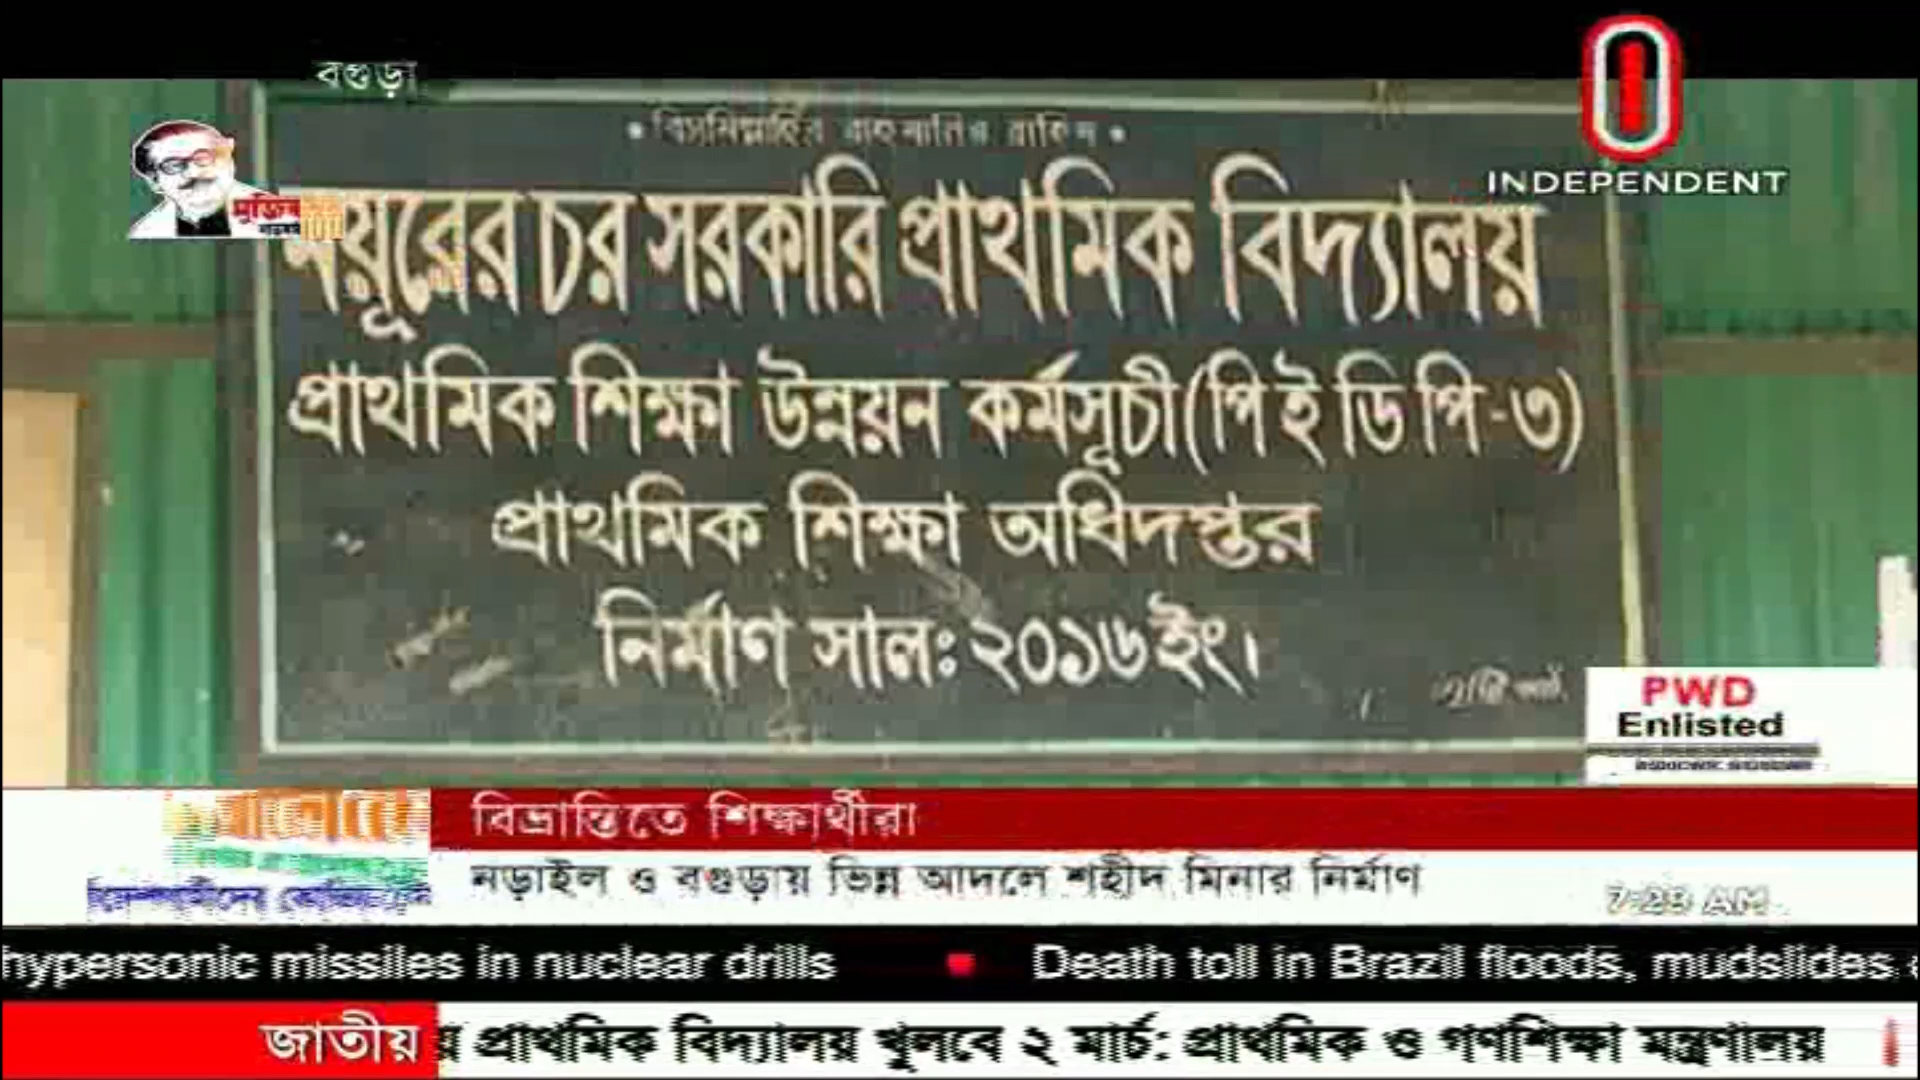 বগুড়া
INDEPENDENT
ময়ূরের চর সরকারি প্রাথমিক বিদ্যালয়
প্রাথমিক শিক্ষা উন্নয়ন কর্মসূচী (পি ই ডি পি -৩)
প্রাথমিক শিক্ষা অধিদপ্তর
নির্মাণ সাল: ২০১৬ ইং।
PWD
Enlisted
বিভ্রান্তিতে শিক্ষার্থীরা
নড়াইল ও বগুড়ায় ভিন্ন আদলে শহীদ মিনার নির্মাণ
7:29 AM
hypersonic missiles in nuclear drills ▪ Death toll in Brazil floods, mudslides
জাতীয় র প্রাথমিক বিদ্যালয় খুলবে ২ মার্চ: প্রাথমিক ও গণশিক্ষা মন্ত্রণালয়